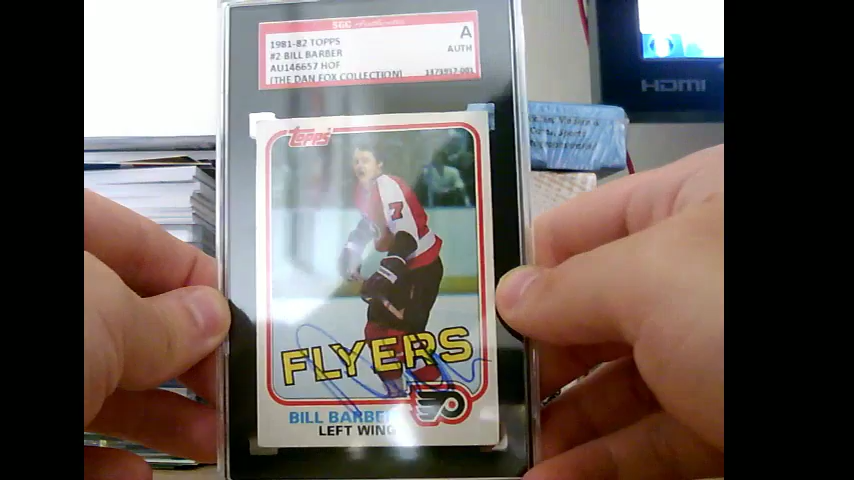 SGC Authentic
1981-82 TOPPS
#2 BILL BARBER
AU146657 HOF
(THE DAN FOX COLLECTION)
A
AUTH
HDMI
Topps
7
FLYERS
BILL BARBER
LEFT WING